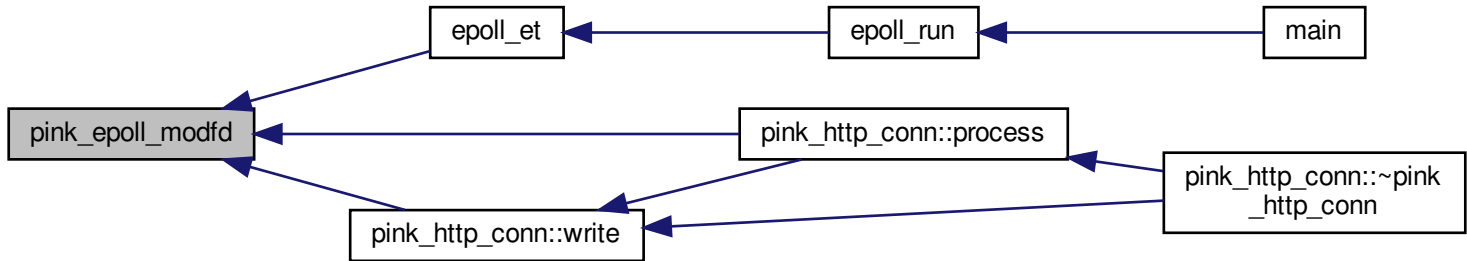 epoll_et
epoll_run
main
pink_epoll_modfd
pink_http_conn::process
pink_http_conn::~pink
_http_conn
pink_http_conn::write